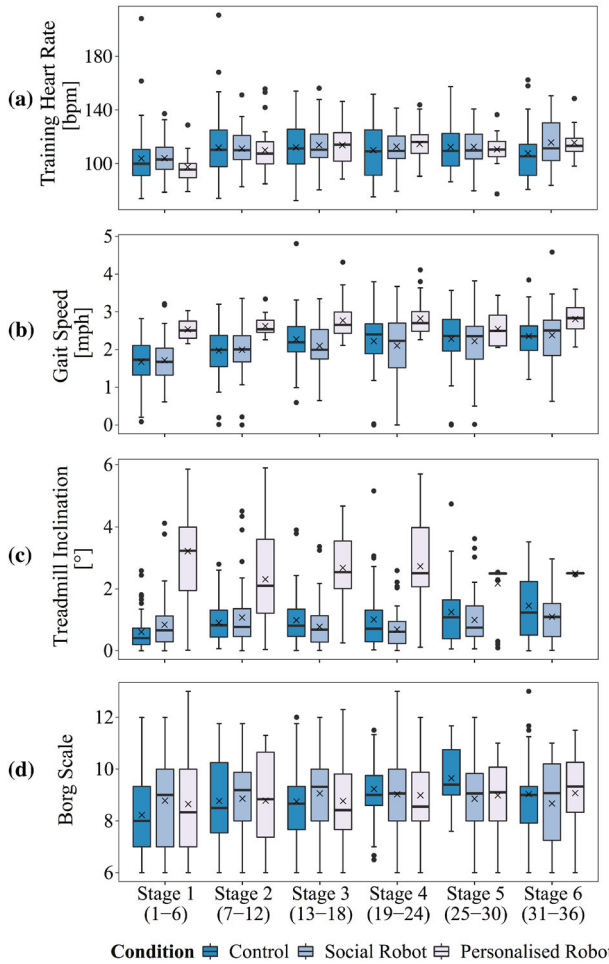 (a)
Training Heart Rate
[bpm]
180
140
100
(b)
Gait Speed
[mph]
5
4
3
2
1
0
(c)
Treadmill Inclination
[°]
6
4
2
0
(d)
Borg Scale
12
10
8
6
Stage 1 Stage 2 Stage 3 Stage 4 Stage 5 Stage 6
(1−6) (7−12) (13−18) (19−24) (25−30) (31−36)
Condition Control Social Robot Personalised Robot